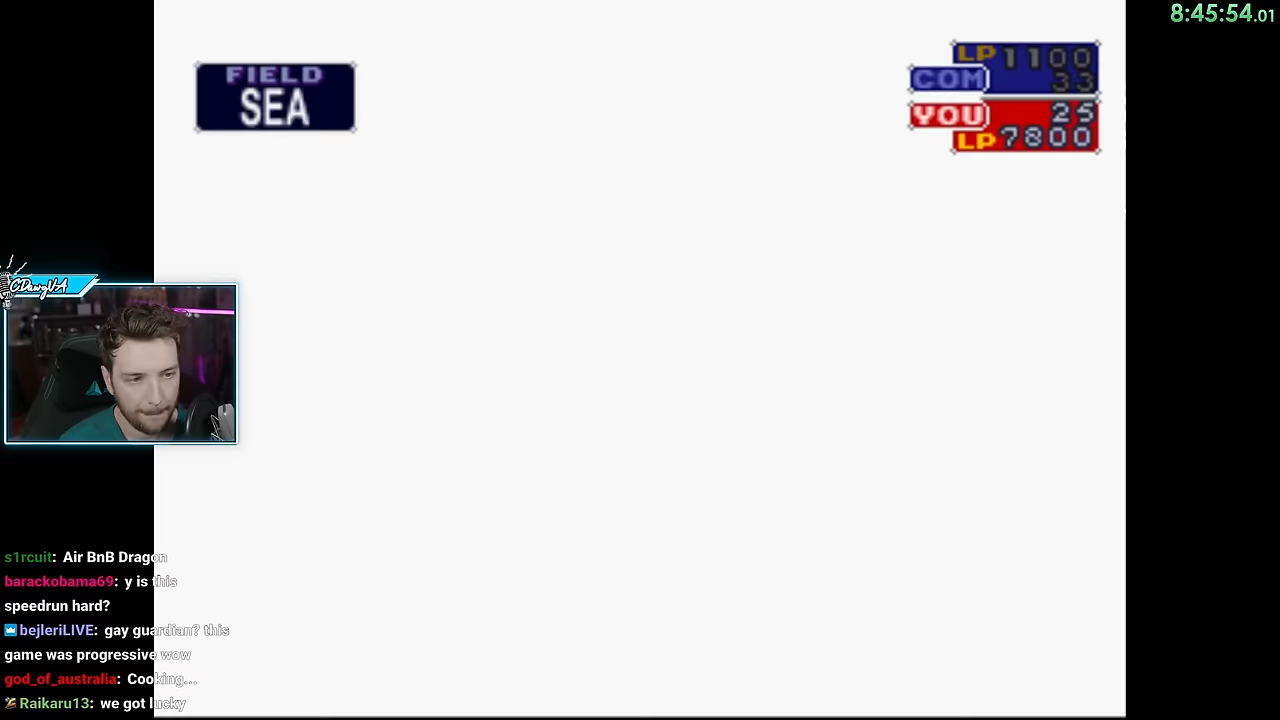 8:45:54.01
FIELD
SEA
LP 1100
COM 33
YOU 25
LP 7800
CDawgVA
s1rcuit: Air BnB Dragon
barackobama69: y is this
speedrun hard?
bejleriLIVE: gay guardian? this
game was progressive wow
god_of_australia: Cooking...
Raikaru13: we got lucky